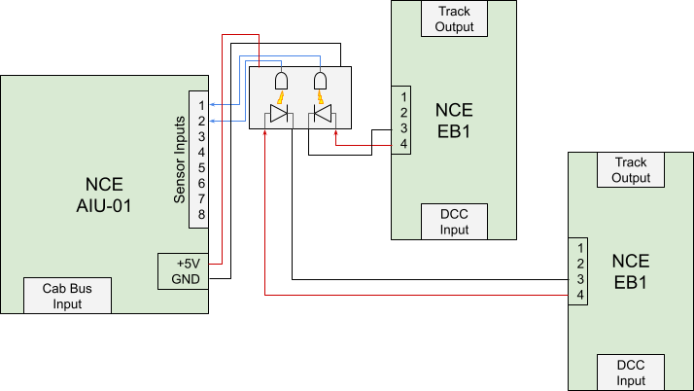 Track
Output
NCE
EB1
1
2
3
4
DCC
Input
NCE
AIU-01
Sensor Inputs
1
2
3
4
5
6
7
8
+5V
GND
Cab Bus
Input
Track
Output
NCE
EB1
1
2
3
4
DCC
Input